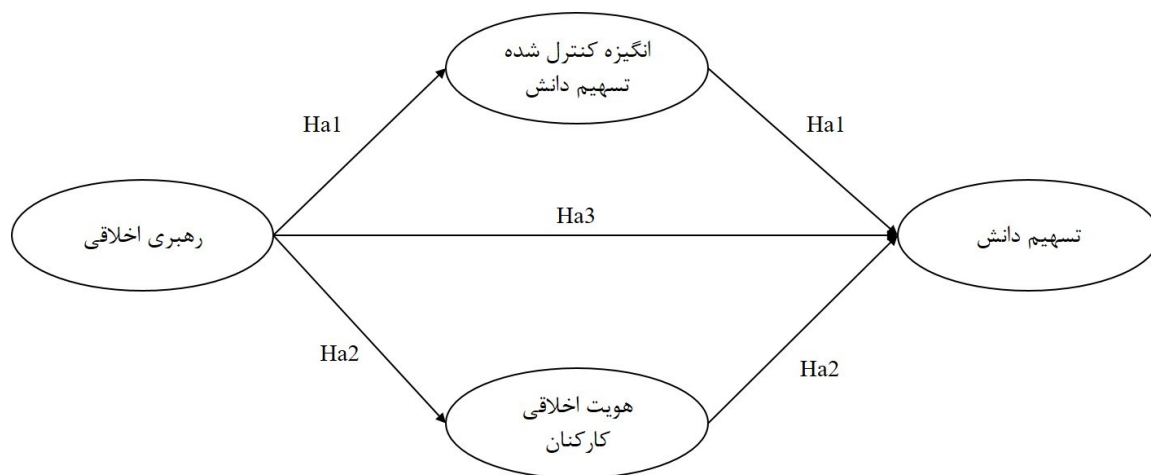 انگیزه کنترل شده
تسهیم دانش
Ha1
Ha1
رهبری اخلاقی
Ha3
تسهیم دانش
Ha2
Ha2
هویت اخلاقی
کارکنان